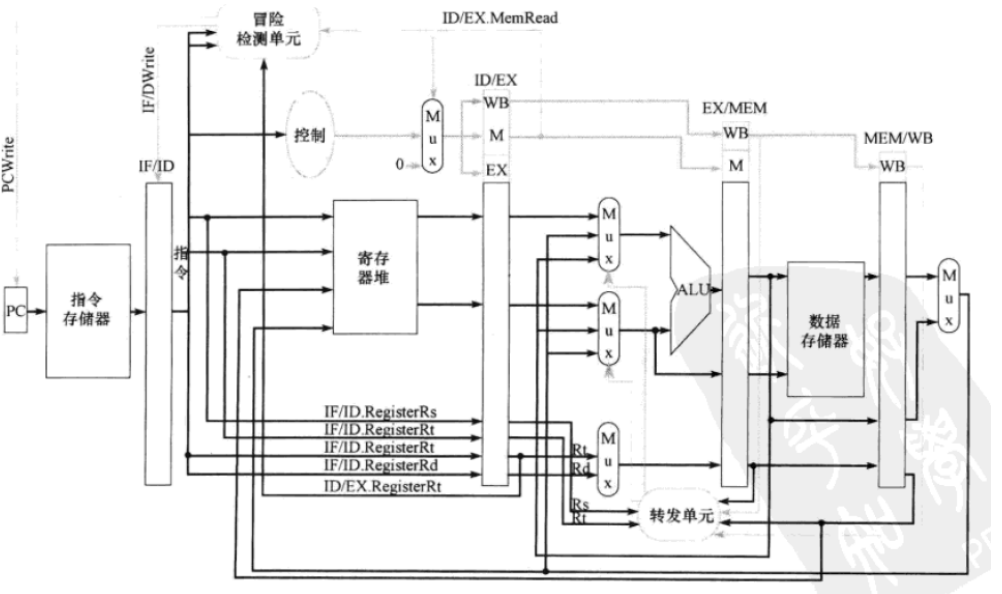 冒险
检测单元
ID/EX.MemRead
IF/DWrite
PCWrite
ID/EX
EX/MEM
MEM/WB
IF/ID
控制
M
u
x
0
WB
M
EX
WB
M
WB
PC
指令
存储器
指
令
寄存
器堆
M
u
x
M
u
x
ALU
数据
存储器
M
u
x
IF/ID.RegisterRs
IF/ID.RegisterRt
IF/ID.RegisterRt
IF/ID.RegisterRd
ID/EX.RegisterRt
Rt
Rd
M
u
x
Rs
Rt
转发单元